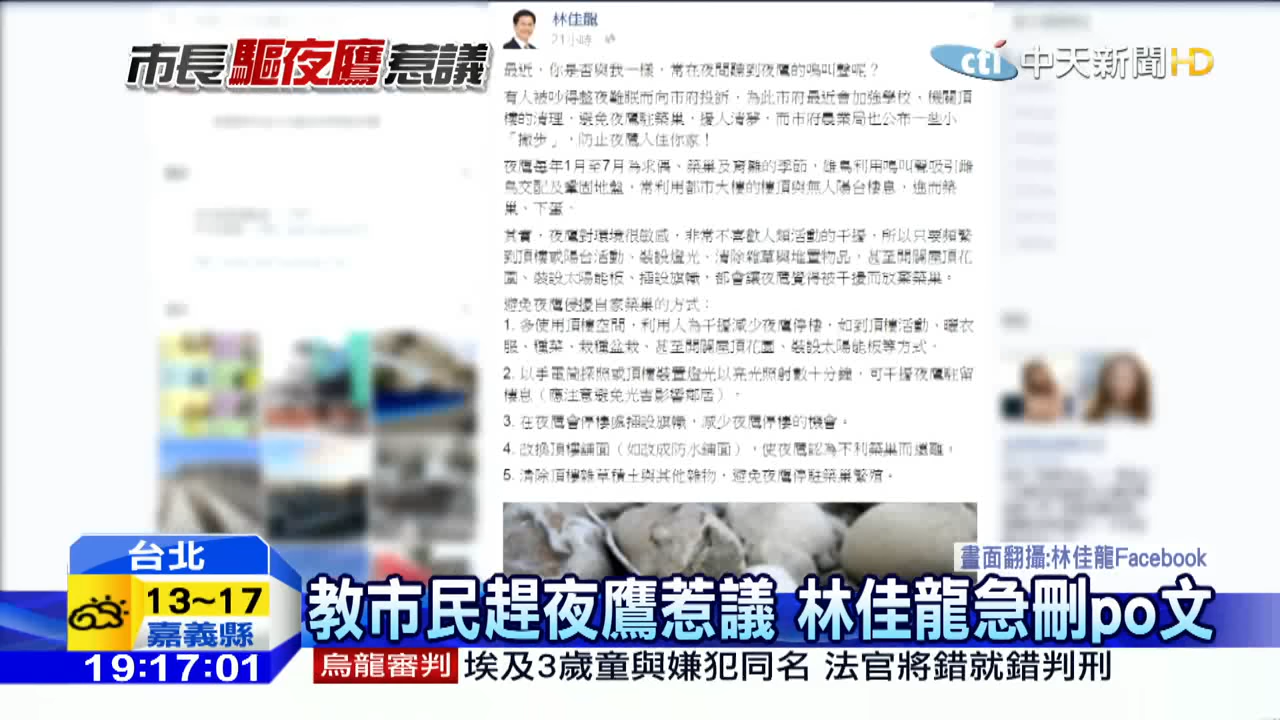 市長驅夜鷹惹議
cti 中天新聞HD
林佳龍
21小時
最近，你是否與我一樣，常在夜間聽到夜鷹的鳴叫聲呢？
有人被吵得整夜難眠而向市府投訴，為此市府最近會加強學校、機關頂
樓的清理，避免夜鷹駐築巢，擾人清夢，而市府農業局也公布一些小
「撇步」，防止夜鷹入住你家！
夜鷹每年1月至7月為求偶、築巢及育雛的季節，雄鳥利用鳴叫聲吸引雌
鳥交配及鞏固地盤，常利用都市大樓的樓頂與無人陽台棲息，進而築
巢、下蛋。
其實，夜鷹對環境很敏感，非常不喜歡人類活動的干擾，所以只要頻繁
到頂樓或陽台活動、裝設燈光、清除雜草與堆置物品，甚至開闢屋頂花
園、裝設太陽能板、插設旗幟，都會讓夜鷹覺得被干擾而放棄築巢。
避免夜鷹侵擾自家築巢的方式：
1. 多使用頂樓空間，利用人為干擾減少夜鷹停棲，如到頂樓活動、曬衣
服、種菜、栽種盆栽、甚至開闢屋頂花園、裝設太陽能板等方式。
2. 以手電筒探照或頂樓裝置燈光以亮光照射數十分鐘，可干擾夜鷹駐留
棲息（應注意避免光害影響鄰居）。
3. 在夜鷹會停棲處插設旗幟，減少夜鷹停棲的機會。
4. 改換頂樓鋪面（如改成防水鋪面），使夜鷹認為不利築巢而遠離。
5. 清除頂樓雜草積土與其他雜物，避免夜鷹停駐築巢繁殖。
畫面翻攝:林佳龍Facebook
台北
13~17
嘉義縣
19:17:01
教市民趕夜鷹惹議 林佳龍急刪po文
烏龍審判 埃及3歲童與嫌犯同名 法官將錯就錯判刑